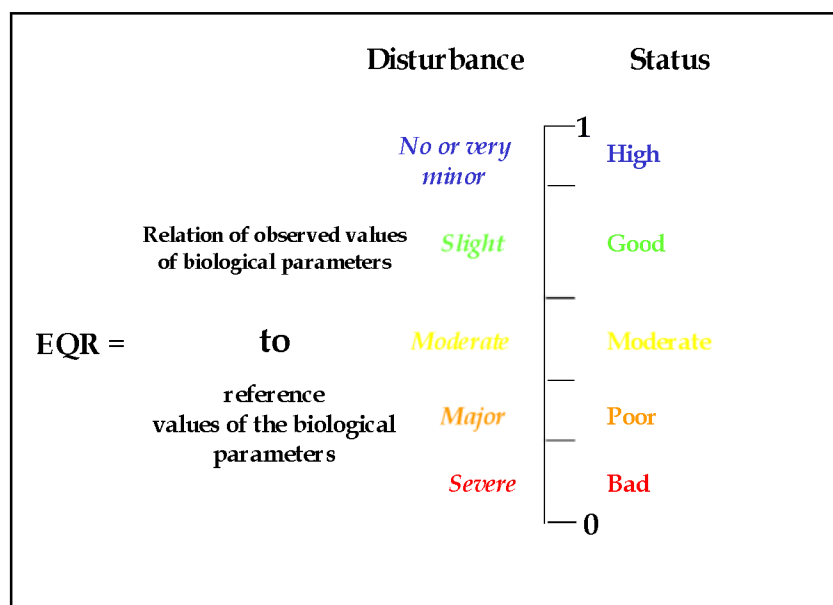 Disturbance Status
1
No or very
minor
High
Relation of observed values
of biological parameters
Slight
Good
EQR =
to
Moderate
Moderate
reference
values of the biological
parameters
Major
Poor
Severe
Bad
0